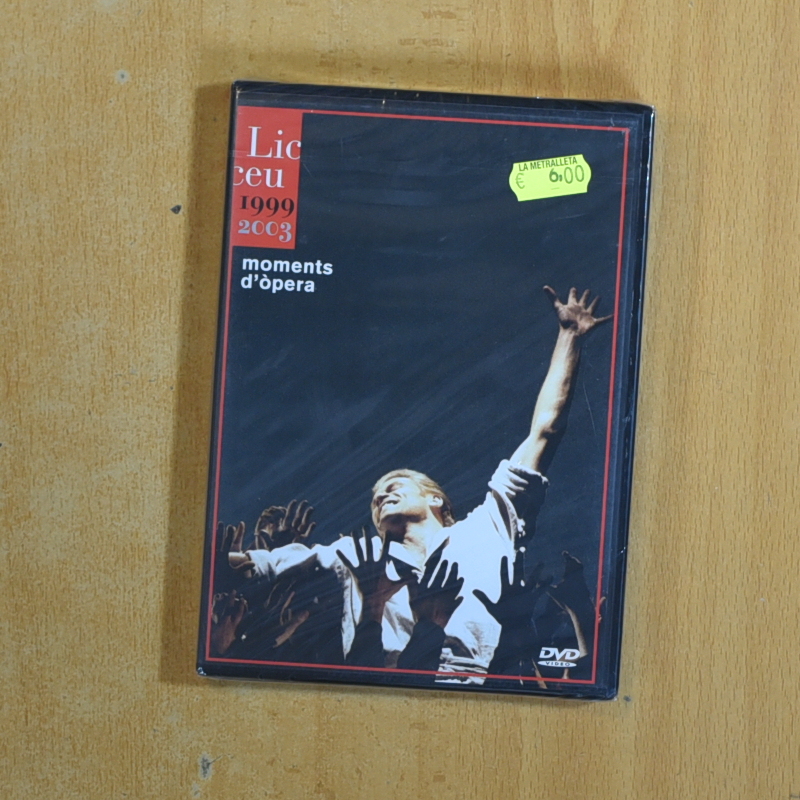 Lic
ceu
1999
2003
moments
d'òpera
LA METRALLETA
€ 6,00
DVD
VIDEO